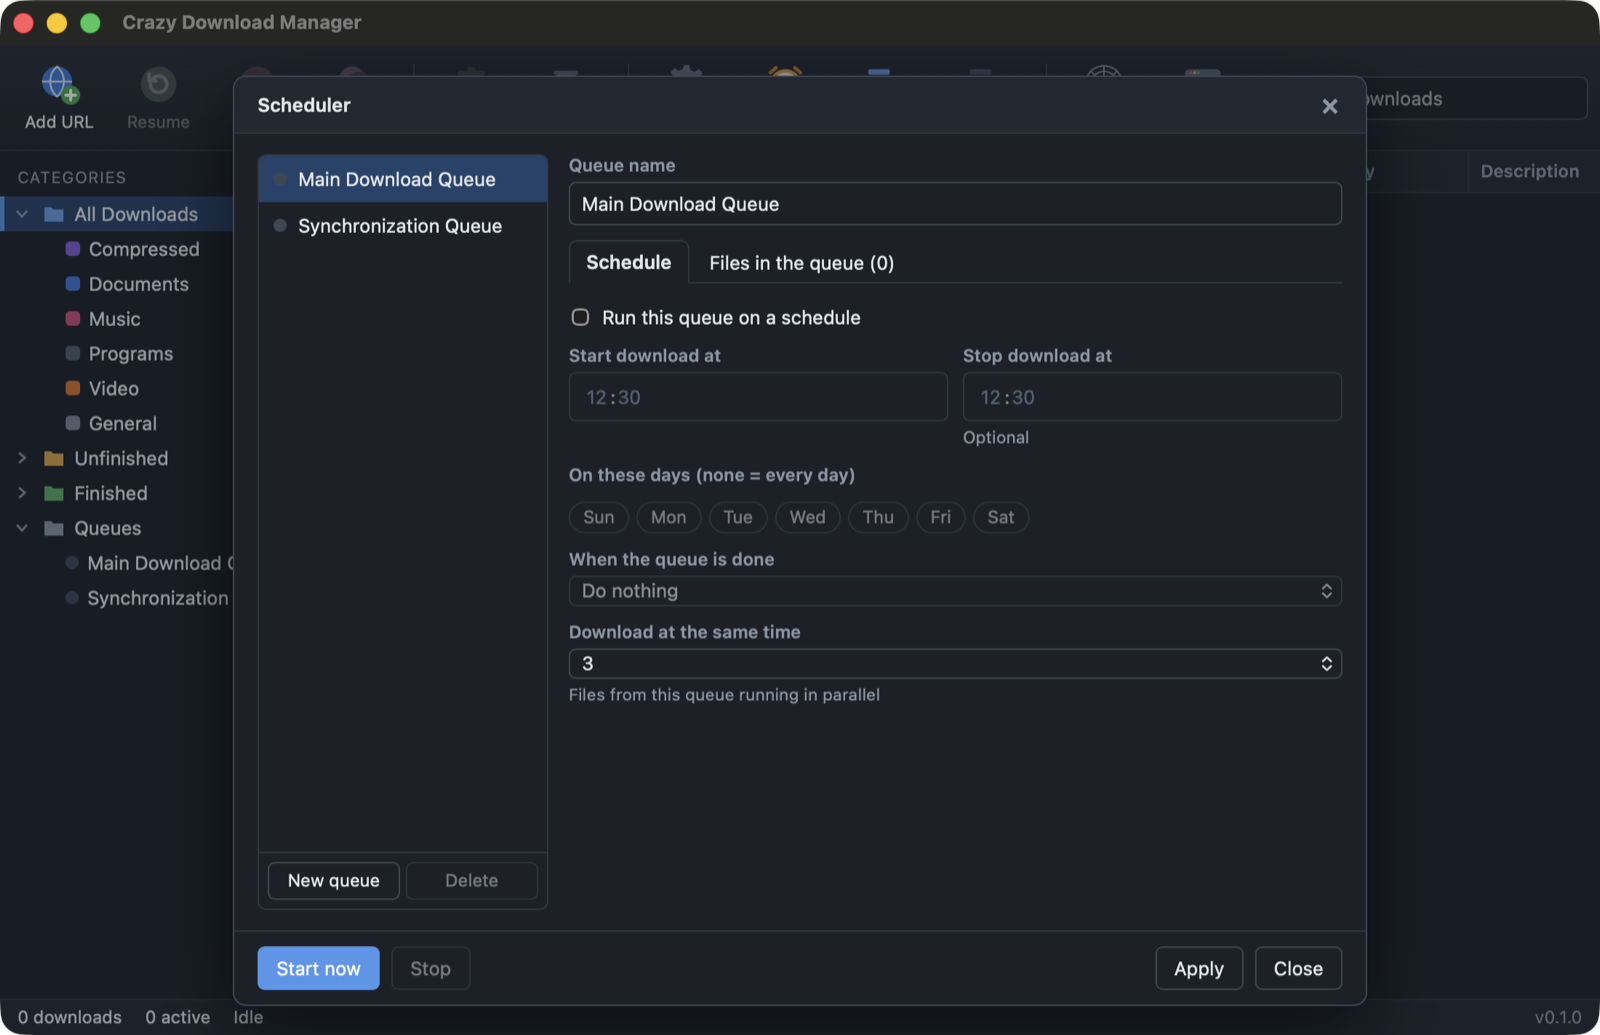 Crazy Download Manager
Add URL
Resume
wnloads
CATEGORIES
All Downloads
Compressed
Documents
Music
Programs
Video
General
Unfinished
Finished
Queues
Main Download
Synchronization
Scheduler
Main Download Queue
Synchronization Queue
New queue
Delete
Queue name
Main Download Queue
Schedule
Files in the queue (0)
Run this queue on a schedule
Start download at
Stop download at
12:30
12:30
Optional
On these days (none = every day)
Sun Mon Tue Wed Thu Fri Sat
When the queue is done
Do nothing
Download at the same time
3
Files from this queue running in parallel
Start now
Stop
Apply
Close
y
Description
0 downloads
0 active
Idle
v0.1.0